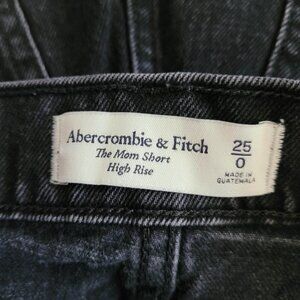 Abercrombie & Fitch
The Mom Short
High Rise
25
0
MADE IN
GUATEMALA